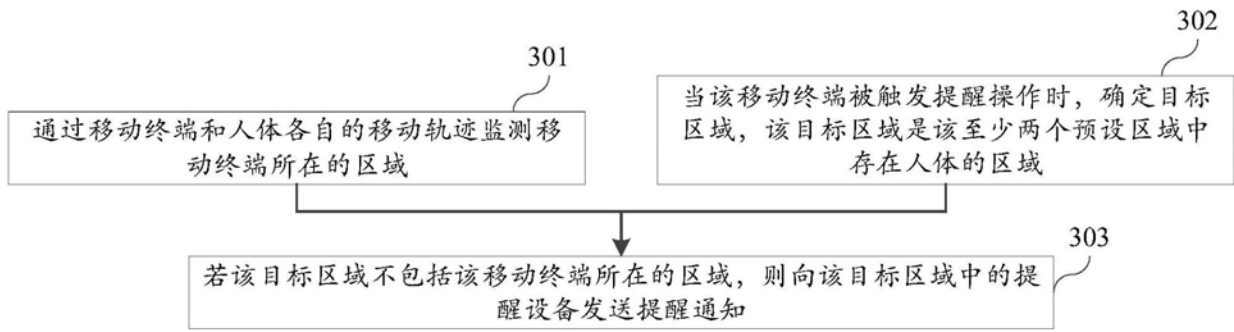 301
通过移动终端和人体各自的移动轨迹监测移
动终端所在的区域
302
当该移动终端被触发提醒操作时，确定目标
区域，该目标区域是该至少两个预设区域中
存在人体的区域
303
若该目标区域不包括该移动终端所在的区域，则向该目标区域中的提
醒设备发送提醒通知